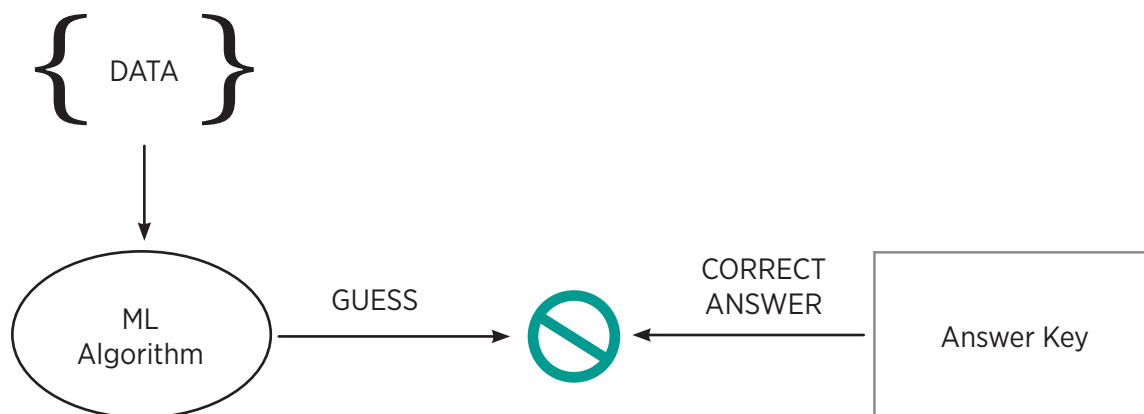 DATA
GUESS
CORRECT
ANSWER
ML
Algorithm
Answer Key